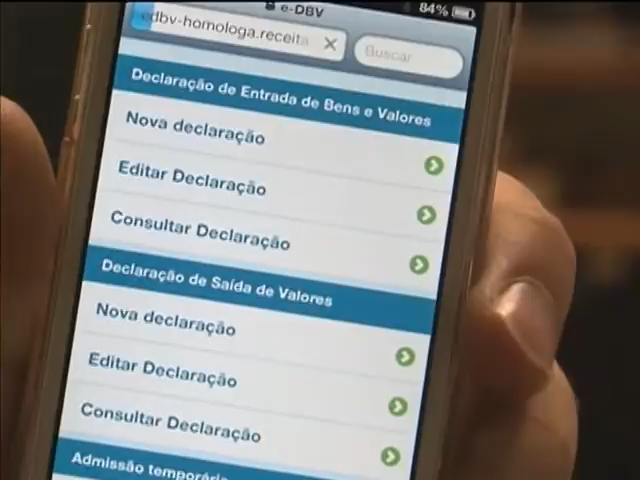 84%
e-DBV
edbv-homologa.receita
Buscar
Declaração de Entrada de Bens e Valores
Nova declaração
Editar Declaração
Consultar Declaração
Declaração de Saída de Valores
Nova declaração
Editar Declaração
Consultar Declaração
Admissão